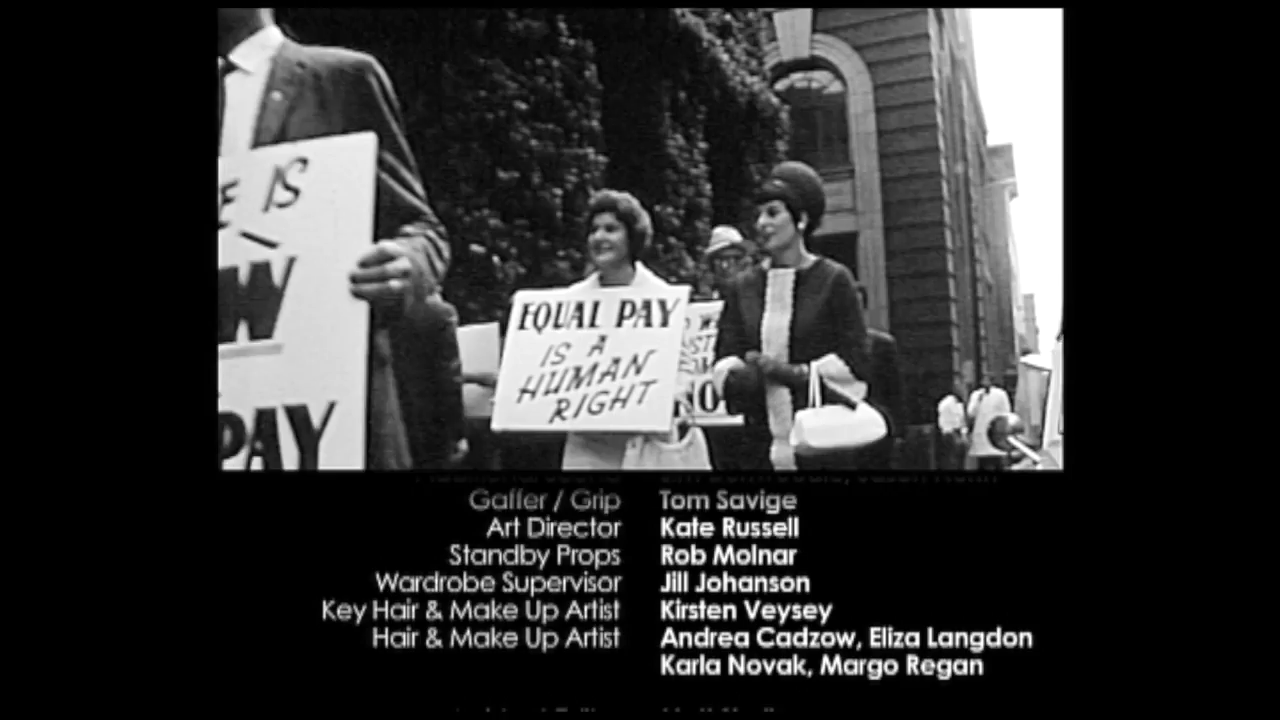 E IS
W
PAY
EQUAL PAY
IS A
HUMAN
RIGHT
NO
Gaffer / Grip Tom Savige
Art Director Kate Russell
Standby Props Rob Molnar
Wardrobe Supervisor Jill Johanson
Key Hair & Make Up Artist Kirsten Veysey
Hair & Make Up Artist Andrea Cadzow, Eliza Langdon
Karla Novak, Margo Regan